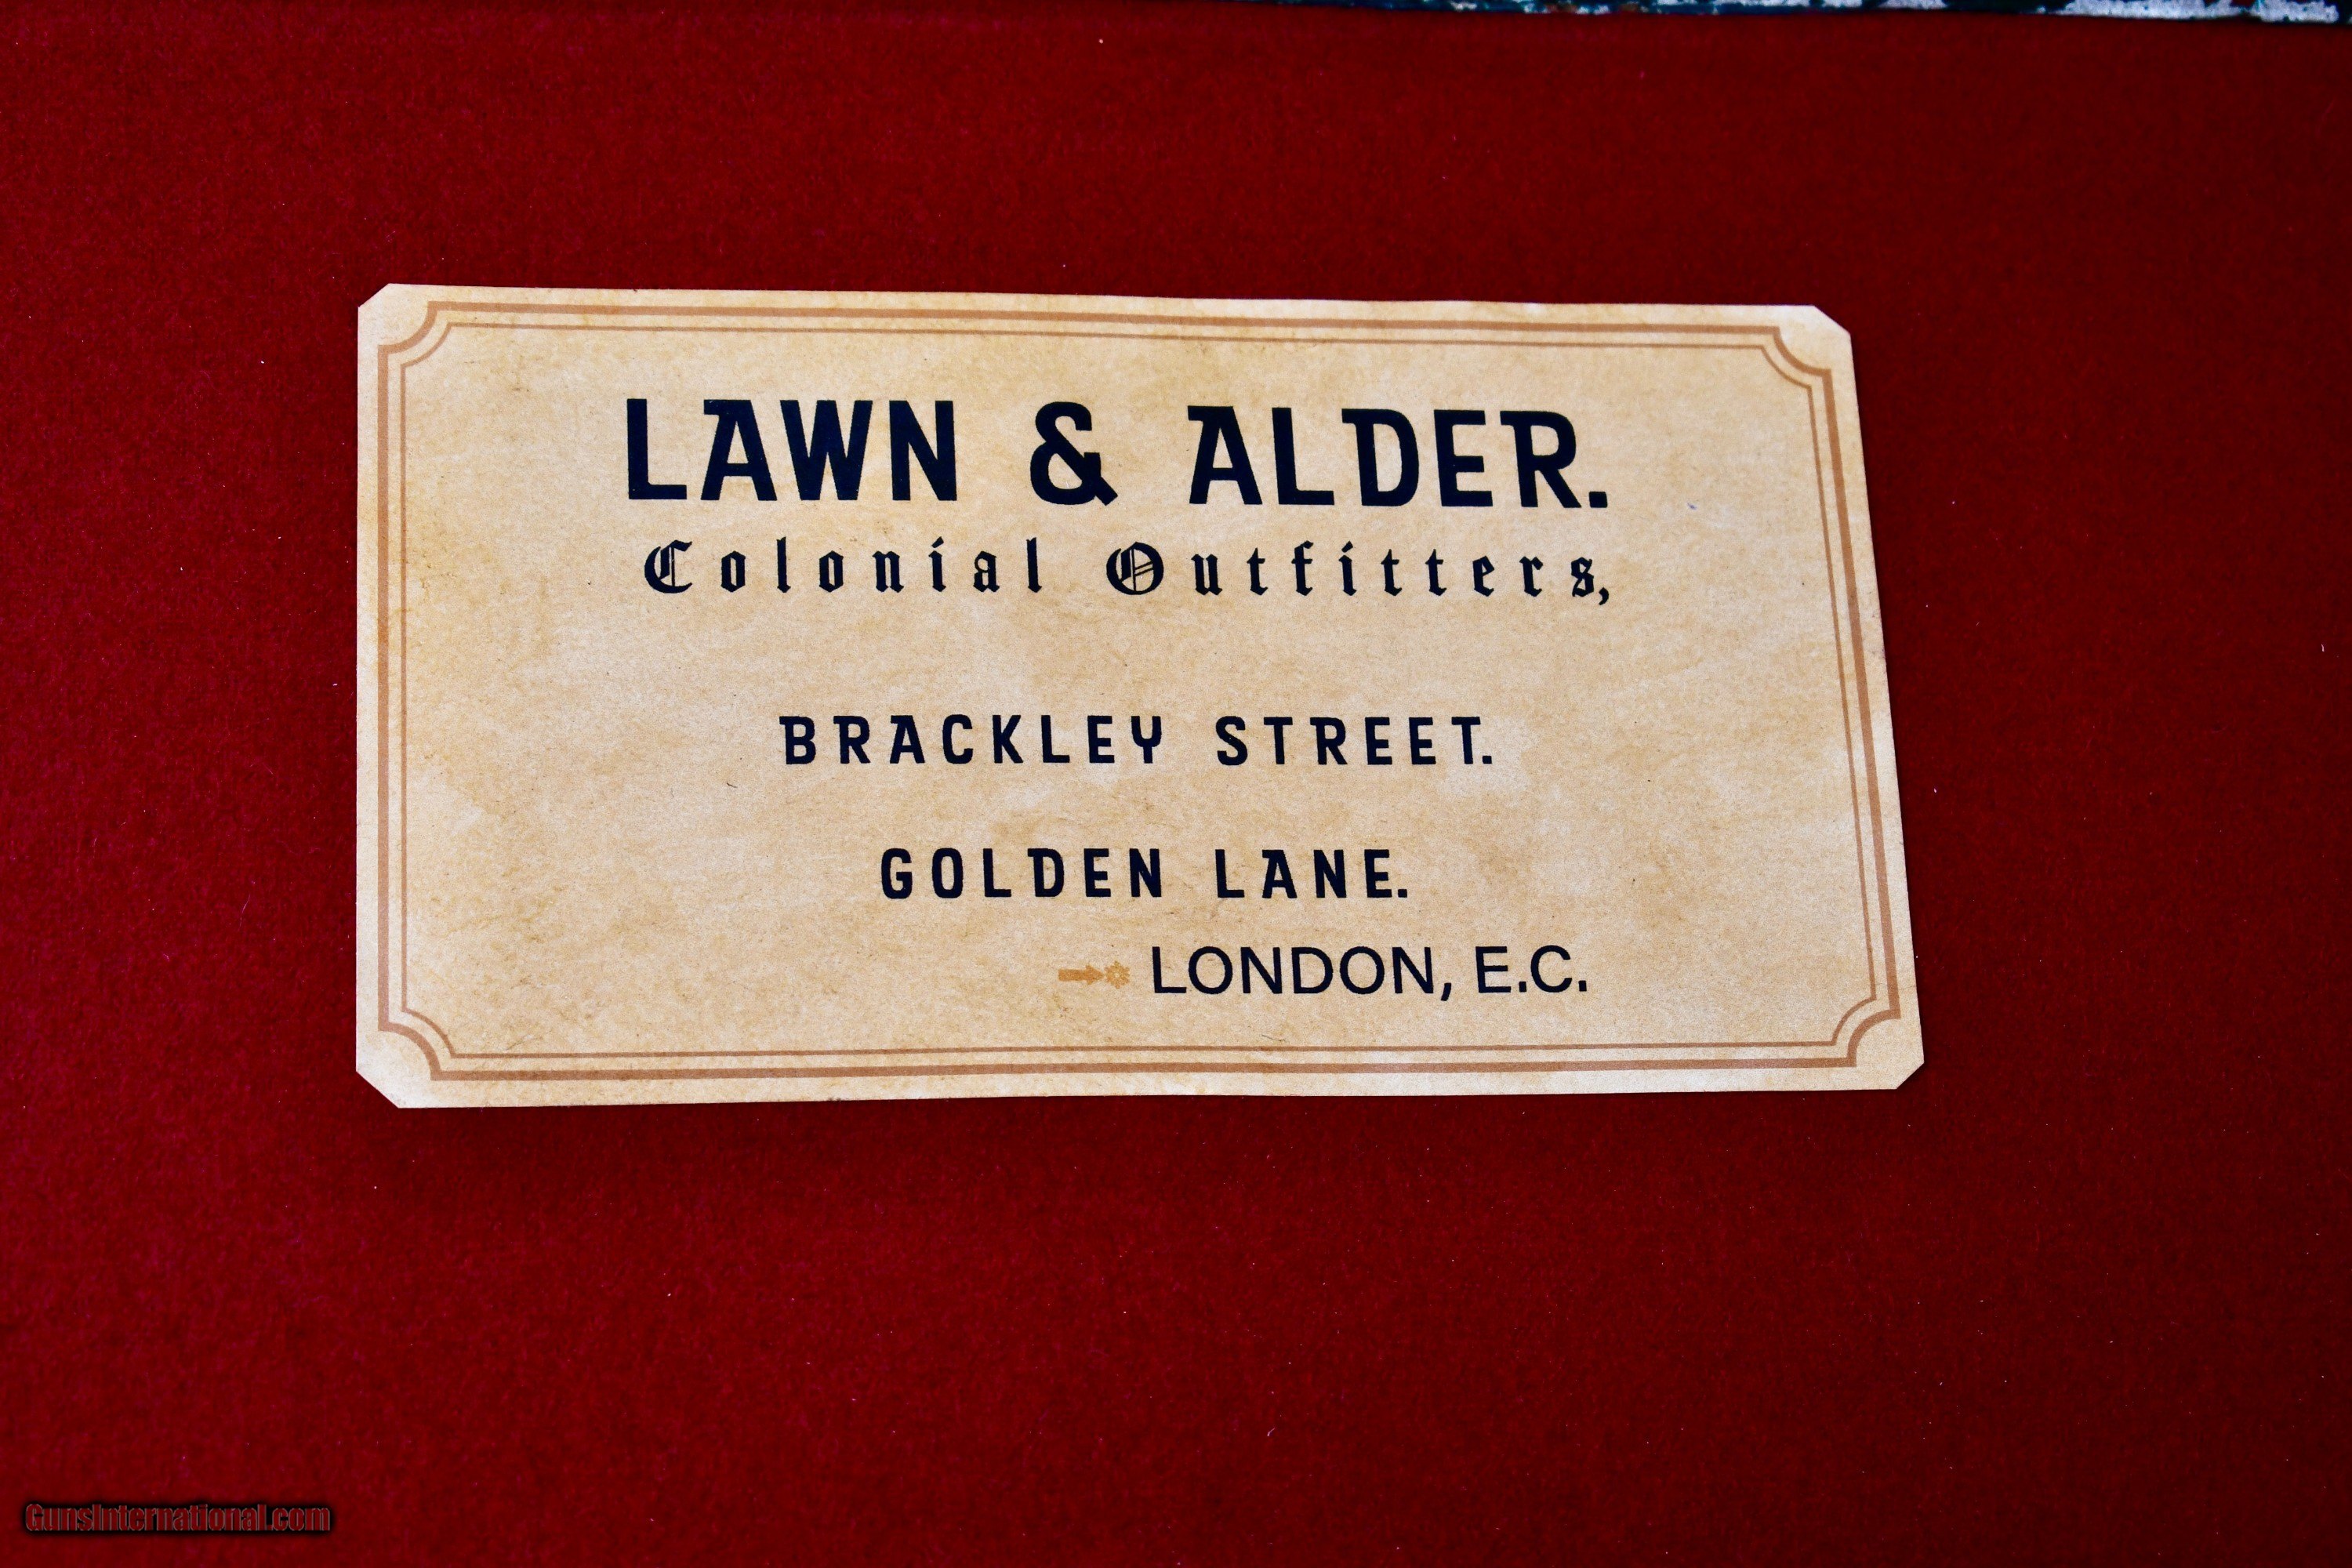 LAWN & ALDER.
Colonial Outfitters,
BRACKLEY STREET.
GOLDEN LANE.
LONDON, E.C.
GunsInternational.com